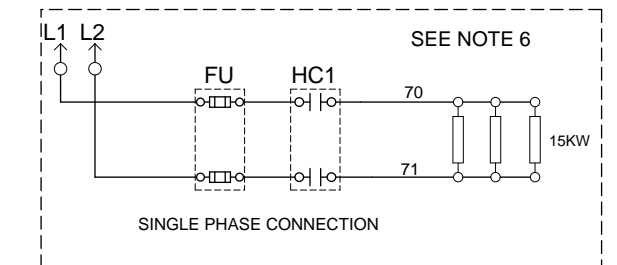 L1 L2
SEE NOTE 6
FU
HC1
70
15KW
71
SINGLE PHASE CONNECTION